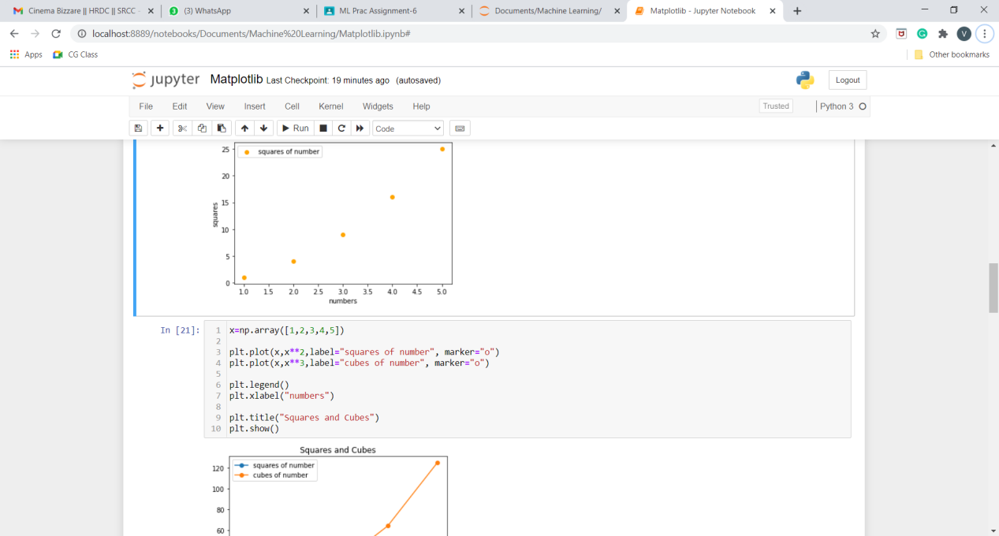 Cinema Bizzare || HRDC || SRCC -
3 (3) WhatsApp
ML Prac Assignment-6
Documents/Machine Learning/
Matplotlib - Jupyter Notebook
localhost:8889/notebooks/Documents/Machine%20Learning/Matplotlib.ipynb#
V
Apps CG Class Other bookmarks
jupyter Matplotlib Last Checkpoint: 19 minutes ago (autosaved)
Logout
File Edit View Insert Cell Kernel Widgets Help Trusted Python 3
Run Code
squares of number
25
20
15
10
5
0
squares
1.0 1.5 2.0 2.5 3.0 3.5 4.0 4.5 5.0
numbers
In [21]:
1 x=np.array([1,2,3,4,5])
2
3 plt.plot(x,x**2,label="squares of number", marker="o")
4 plt.plot(x,x**3,label="cubes of number", marker="o")
5
6 plt.legend()
7 plt.xlabel("numbers")
8
9 plt.title("Squares and Cubes")
10 plt.show()
Squares and Cubes
squares of number
cubes of number
120
100
80
60